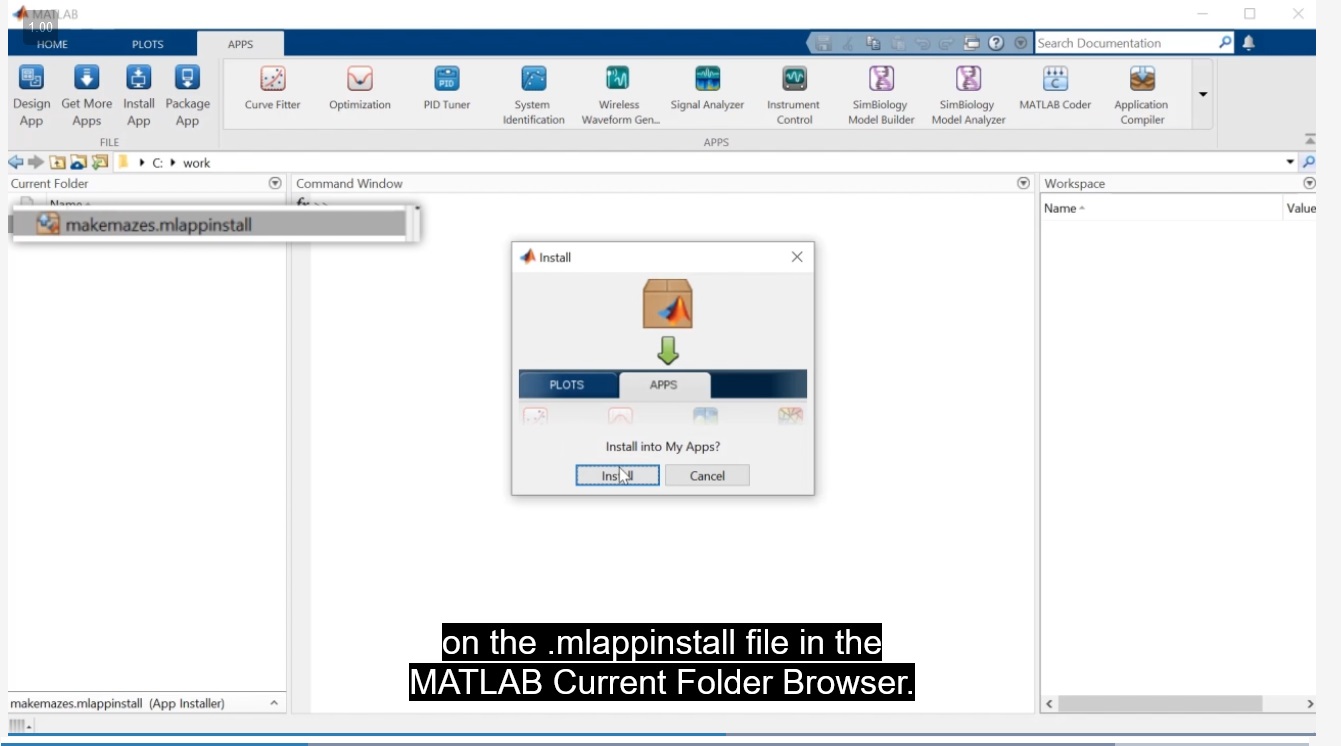 MATLAB
1.00
HOME PLOTS APPS
Search Documentation
Design App
Get More Apps
Install App
Package App
Curve Fitter
Optimization
PID Tuner
System Identification
Wireless Waveform Gen...
Signal Analyzer
Instrument Control
SimBiology Model Builder
SimBiology Model Analyzer
MATLAB Coder
Application Compiler
FILE APPS
C: work
Current Folder
Command Window
Workspace
Name
fx >>
Name Value
makemazes.mlappinstall
Install
PLOTS APPS
Install into My Apps?
Install Cancel
on the .mlappinstall file in the
MATLAB Current Folder Browser.
makemazes.mlappinstall (App Installer)